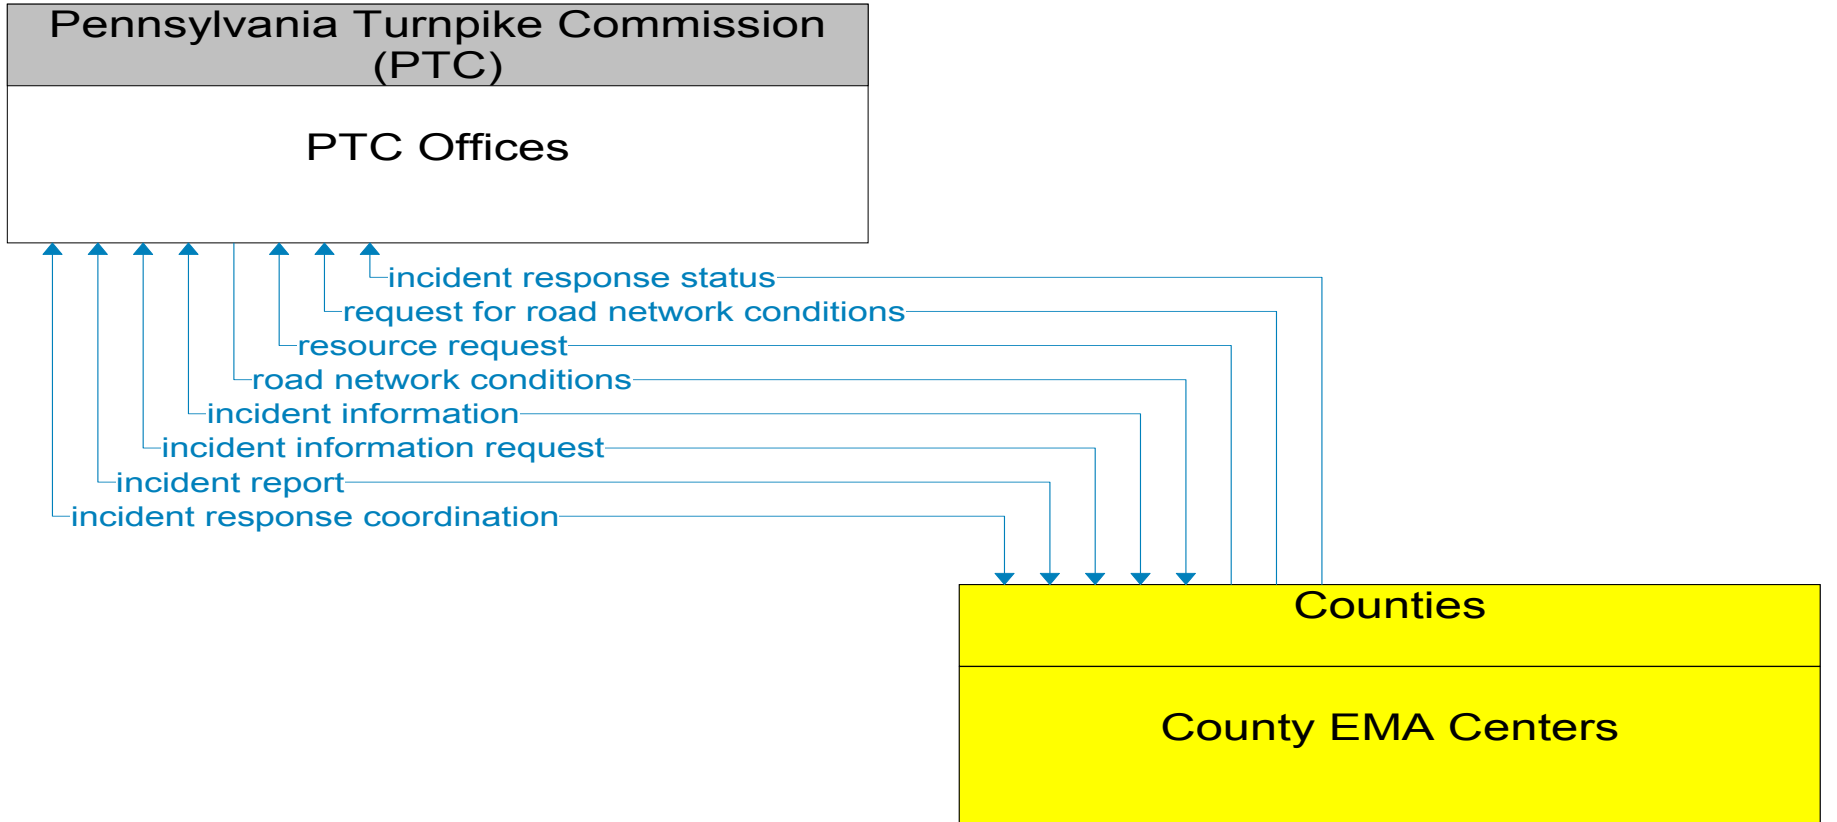 Pennsylvania Turnpike Commission
(PTC)
PTC Offices
incident response status
request for road network conditions
resource request
road network conditions
incident information
incident information request
incident report
incident response coordination
Counties
County EMA Centers